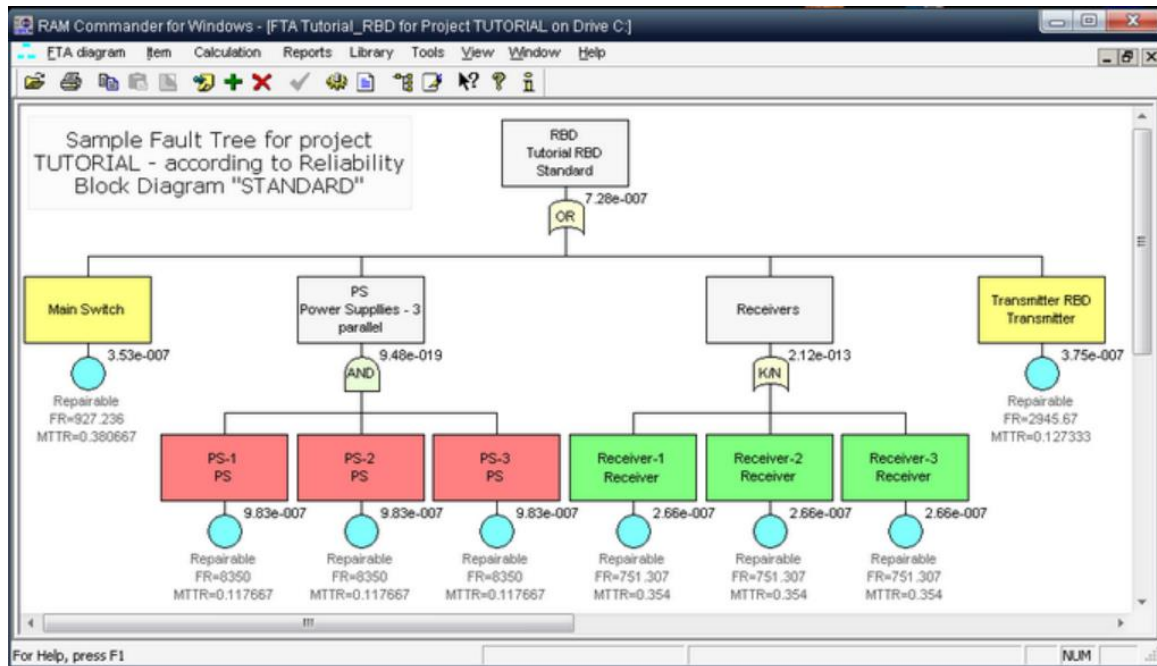 RAM Commander for Windows - [FTA Tutorial_RBD for Project TUTORIAL on Drive C:]
FTA diagram Item Calculation Reports Library Tools View Window Help
Sample Fault Tree for project
TUTORIAL - according to Reliability
Block Diagram "STANDARD"
RBD
Tutorial RBD
Standard
7.28e-007
OR
Main Switch
3.53e-007
Repairable
FR=927.236
MTTR=0.380667
PS
Power Suppllies - 3
parallel
9.48e-019
AND
Receivers
2.12e-013
K/N
Transmitter RBD
Transmitter
3.75e-007
Repairable
FR=2945.67
MTTR=0.127333
PS-1
PS
9.83e-007
Repairable
FR=8350
MTTR=0.117667
PS-2
PS
9.83e-007
Repairable
FR=8350
MTTR=0.117667
PS-3
PS
9.83e-007
Repairable
FR=8350
MTTR=0.117667
Receiver-1
Receiver
2.66e-007
Repairable
FR=751.307
MTTR=0.354
Receiver-2
Receiver
2.66e-007
Repairable
FR=751.307
MTTR=0.354
Receiver-3
Receiver
2.66e-007
Repairable
FR=751.307
MTTR=0.354
For Help, press F1
NUM